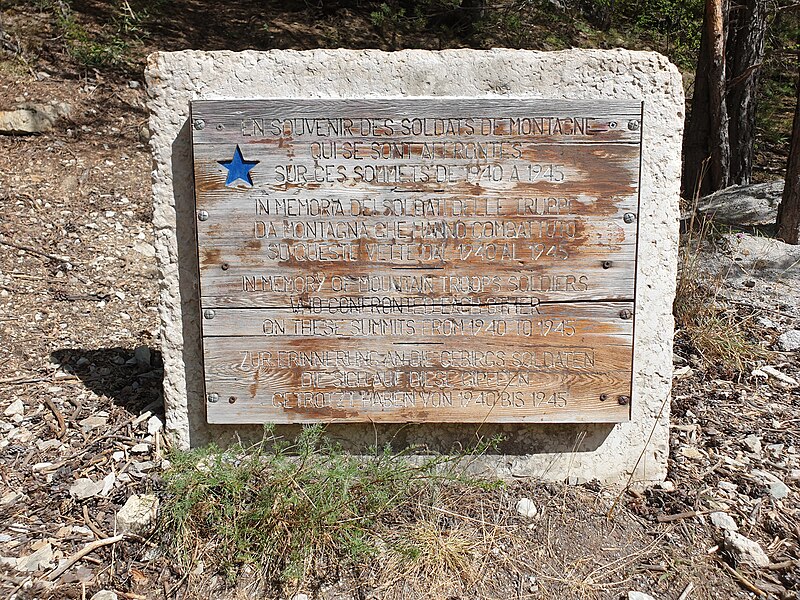 EN SOUVENIR DES SOLDATS DE MONTAGNE
QUI SE SONT AFFRONTES
SUR CES SOMMETS DE 1940 A 1945
IN MEMORIA DEI SOLDATI DELLE TRUPPE
DA MONTAGNA CHE HANNO COMBATTUTO
SU QUESTE VETTE DAL 1940 AL 1945
IN MEMORY OF MOUNTAIN TROOPS SOLDIERS
WHO CONFRONTED EACH OTHER
ON THESE SUMMITS FROM 1940 TO 1945
ZUR ERINNERUNG AN DIE GEBIRGS SOLDATEN
DIE SICH AUF DIESE GIPFELN
GETROTZT HABEN VON 1940 BIS 1945